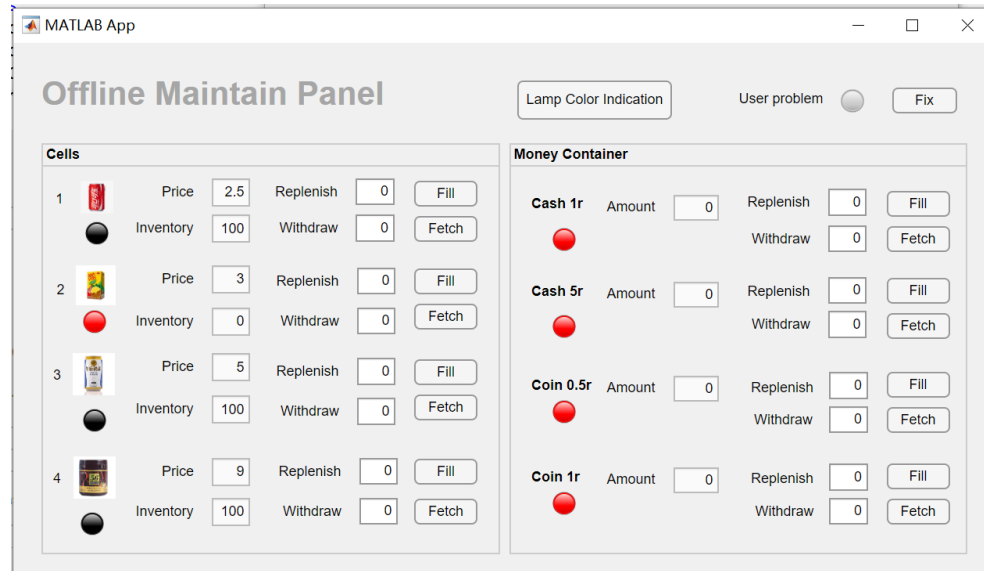 MATLAB App
Offline Maintain Panel
Lamp Color Indication
User problem
Fix
Cells
1
Price 2.5 Replenish 0 Fill
Inventory 100 Withdraw 0 Fetch
2
Price 3 Replenish 0 Fill
Inventory 0 Withdraw 0 Fetch
3
Price 5 Replenish 0 Fill
Inventory 100 Withdraw 0 Fetch
4
Price 9 Replenish 0 Fill
Inventory 100 Withdraw 0 Fetch
Money Container
Cash 1r Amount 0 Replenish 0 Fill
Withdraw 0 Fetch
Cash 5r Amount 0 Replenish 0 Fill
Withdraw 0 Fetch
Coin 0.5r Amount 0 Replenish 0 Fill
Withdraw 0 Fetch
Coin 1r Amount 0 Replenish 0 Fill
Withdraw 0 Fetch